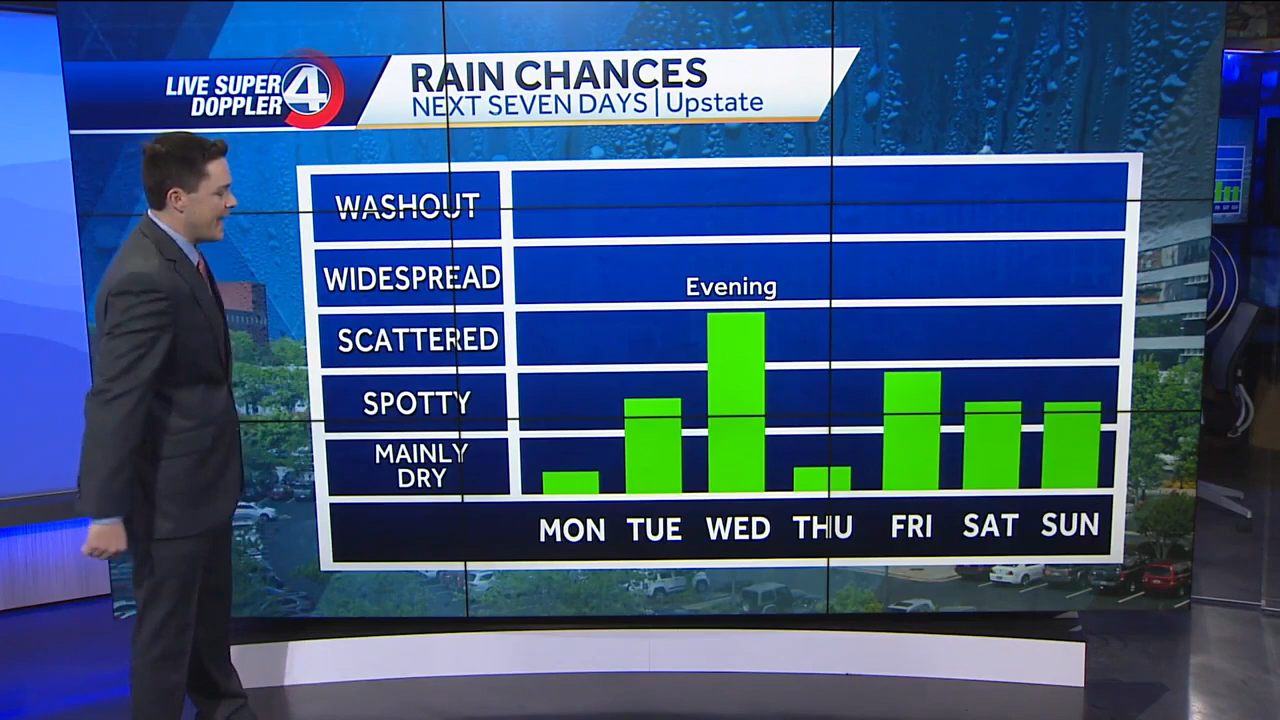 LIVE SUPER
DOPPLER 4
RAIN CHANCES
NEXT SEVEN DAYS | Upstate
WASHOUT
WIDESPREAD
Evening
SCATTERED
SPOTTY
MAINLY
DRY
MON TUE WED THU FRI SAT SUN